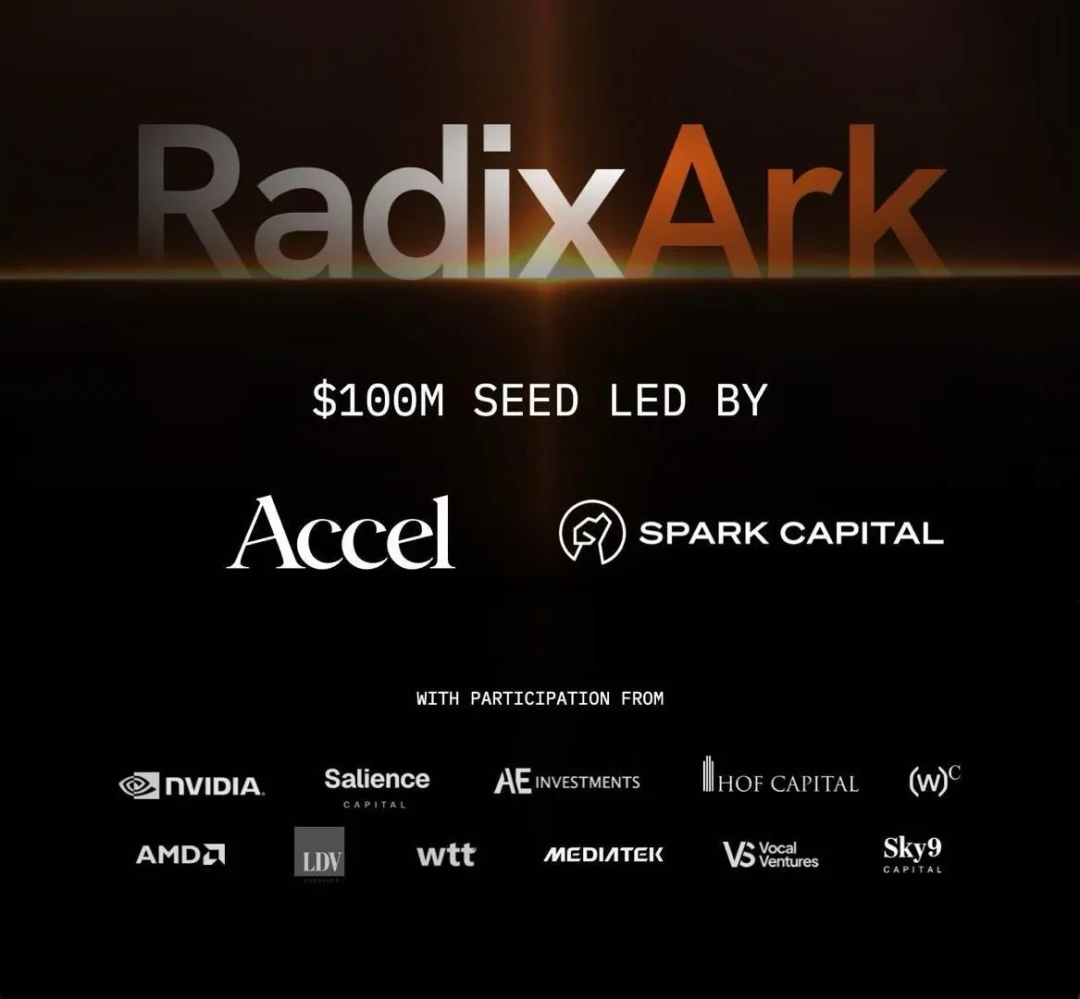 RadixArk
$100M SEED LED BY
Accel SPARK CAPITAL
WITH PARTICIPATION FROM
NVIDIA. Salience CAPITAL AE INVESTMENTS HOF CAPITAL (w)C
AMD LDV wtt MEDIATEK VS Vocal Ventures Sky9 CAPITAL